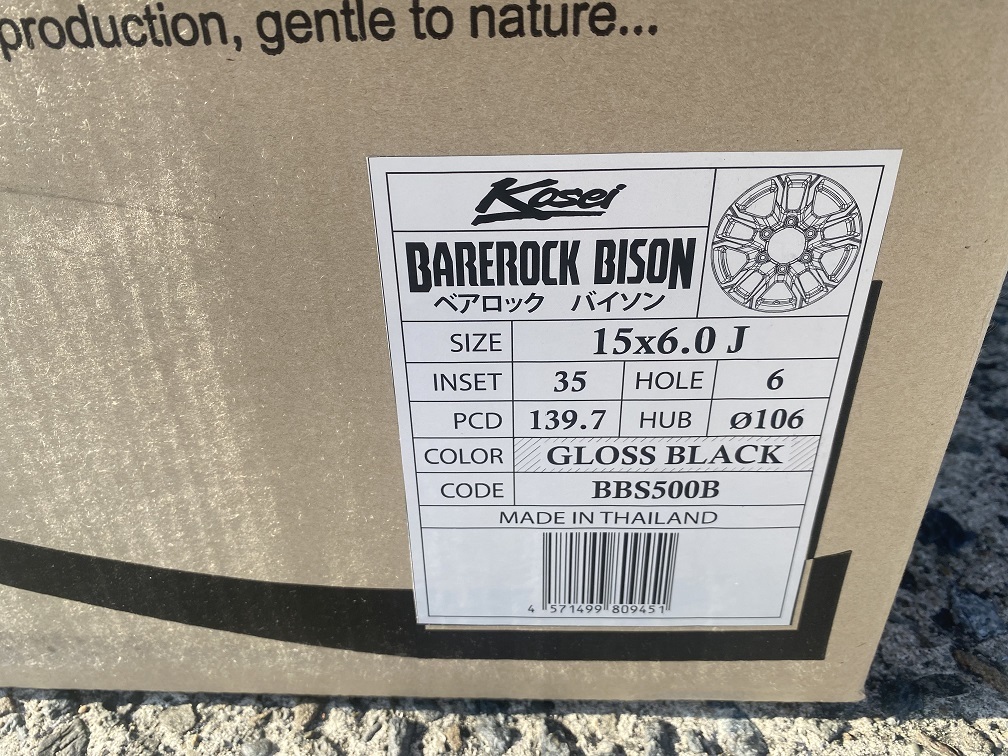 production, gentle to nature...
Kosei
BAREROCK BISON
ベアロック バイソン
SIZE 15x6.0 J
INSET 35 HOLE 6
PCD 139.7 HUB ø106
COLOR GLOSS BLACK
CODE BBS500B
MADE IN THAILAND
4 571499 809451